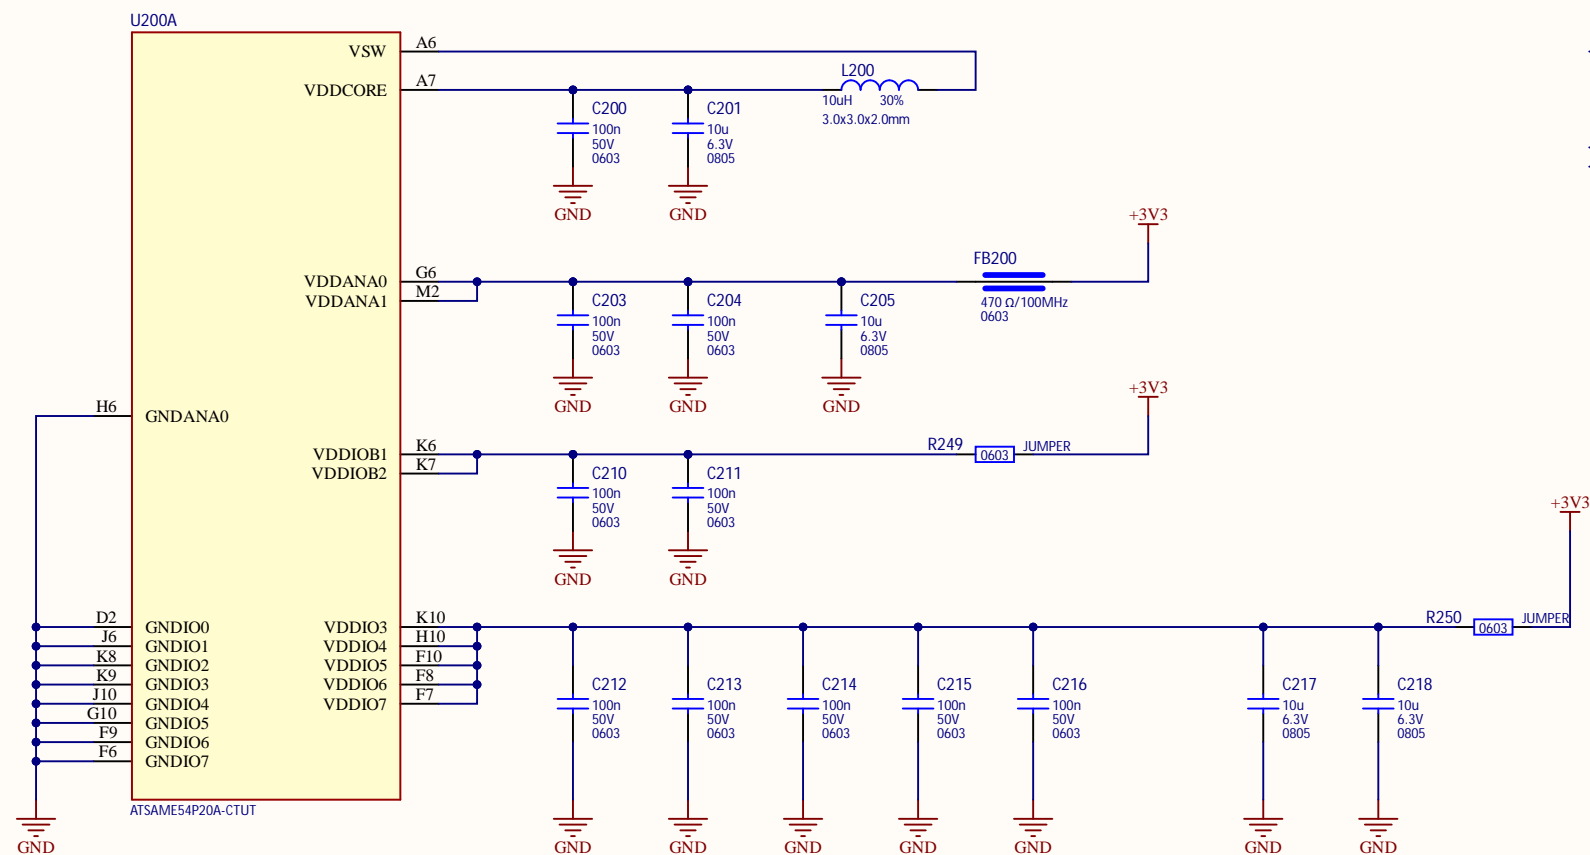 U200A
VSW A6
VDDCORE A7
L200
10uH 30%
3.0x3.0x2.0mm
C200
100n
50V
0603
GND
C201
10u
6.3V
0805
GND
+3V3
VDDANA0 G6
VDDANA1 M2
FB200
470 Ω/100MHz
0603
C203
100n
50V
0603
GND
C204
100n
50V
0603
GND
C205
10u
6.3V
0805
GND
+3V3
H6 GNDANA0
VDDIOB1 K6
VDDIOB2 K7
R249 0603 JUMPER
C210
100n
50V
0603
GND
C211
100n
50V
0603
GND
+3V3
D2 GNDIO0
J6 GNDIO1
K8 GNDIO2
K9 GNDIO3
J10 GNDIO4
G10 GNDIO5
F9 GNDIO6
F6 GNDIO7
VDDIO3 K10
VDDIO4 H10
VDDIO5 F10
VDDIO6 F8
VDDIO7 F7
R250 0603 JUMPER
C212
100n
50V
0603
C213
100n
50V
0603
C214
100n
50V
0603
C215
100n
50V
0603
C216
100n
50V
0603
C217
10u
6.3V
0805
C218
10u
6.3V
0805
ATSAME54P20A-CTUT
GND
GND
GND
GND
GND
GND
GND
GND